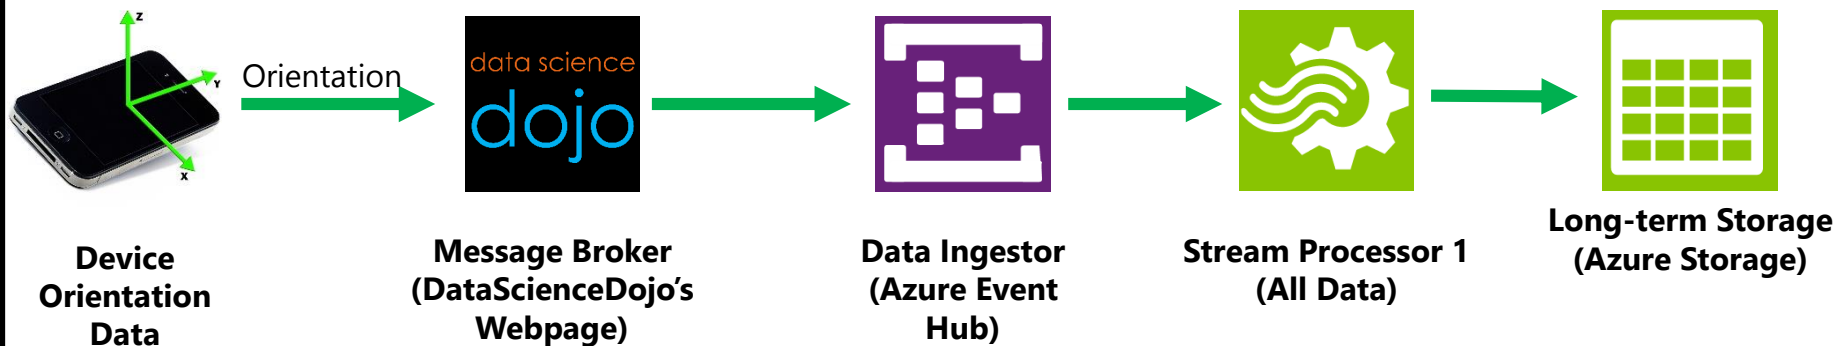 Z
Y
X
Orientation
data science
dojo
Device
Orientation
Data
Message Broker
(DataScienceDojo’s
Webpage)
Data Ingestor
(Azure Event
Hub)
Stream Processor 1
(All Data)
Long-term Storage
(Azure Storage)